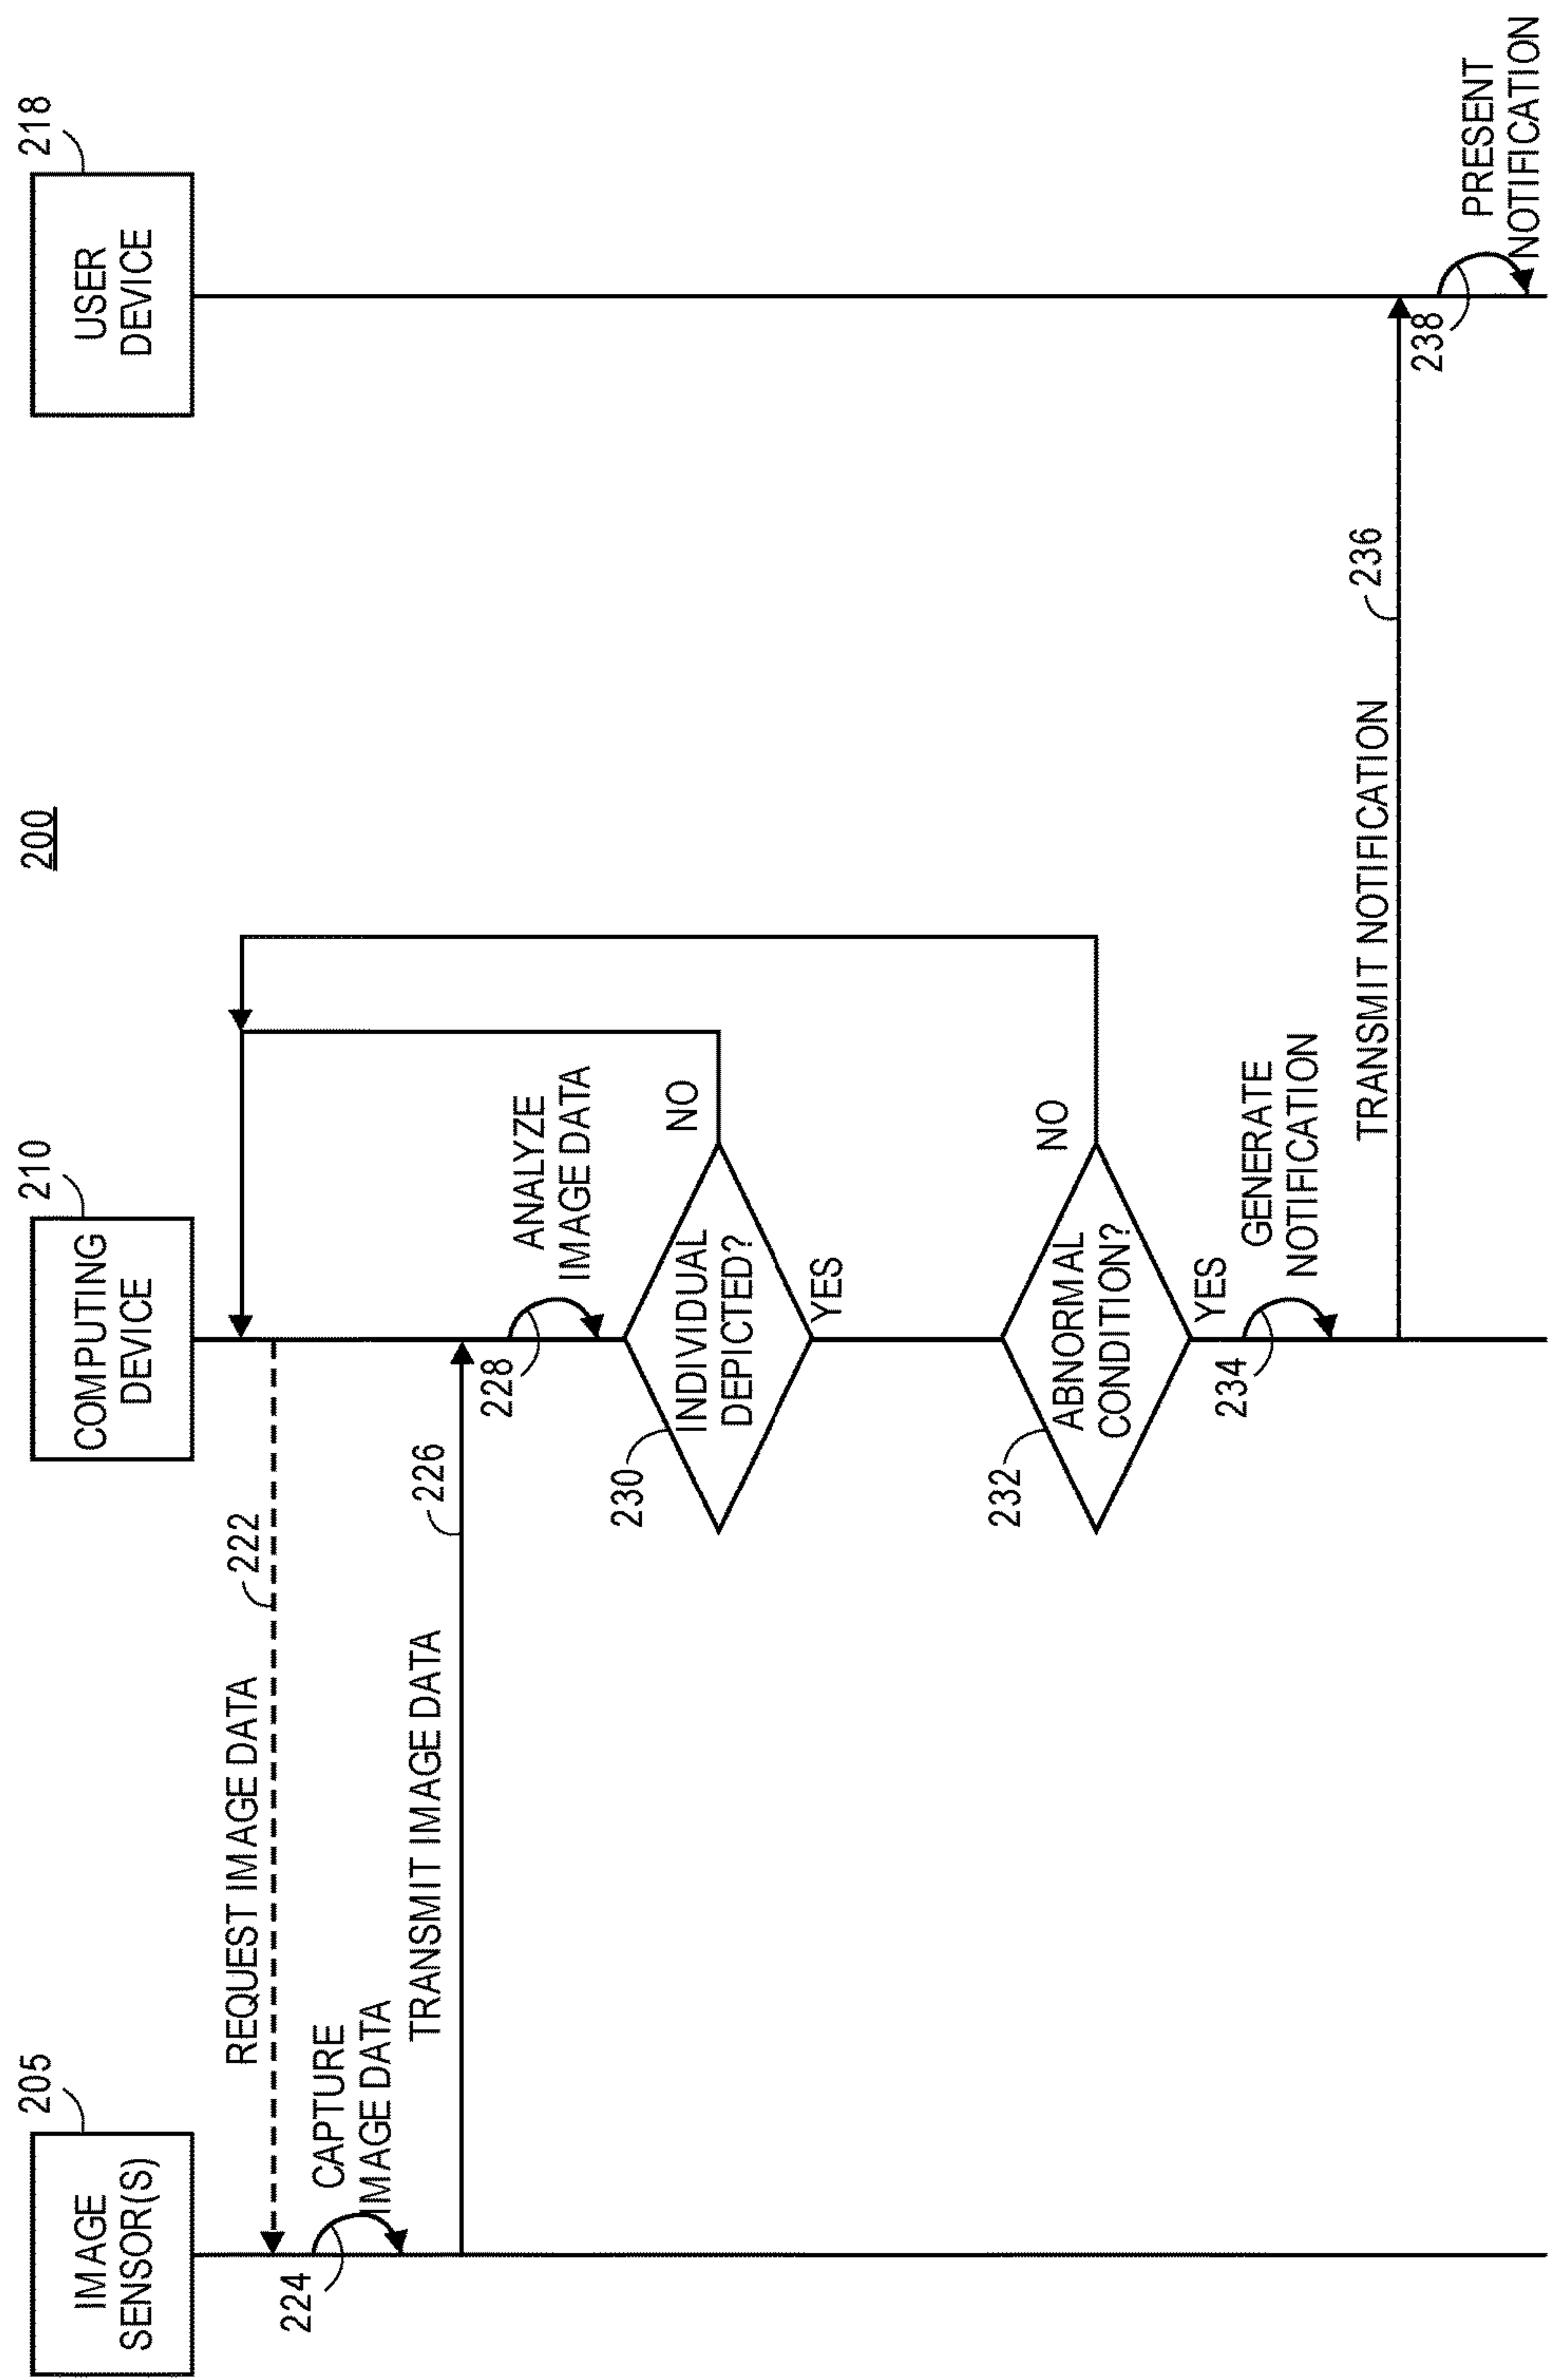 200
205
IMAGE
SENSOR(S)
210
COMPUTING
DEVICE
218
USER
DEVICE
REQUEST IMAGE DATA
222
224
CAPTURE
IMAGE DATA
TRANSMIT IMAGE DATA
226
228
ANALYZE
IMAGE DATA
230
INDIVIDUAL
DEPICTED?
NO
YES
232
ABNORMAL
CONDITION?
NO
YES
234
GENERATE
NOTIFICATION
TRANSMIT NOTIFICATION
236
238
PRESENT
NOTIFICATION